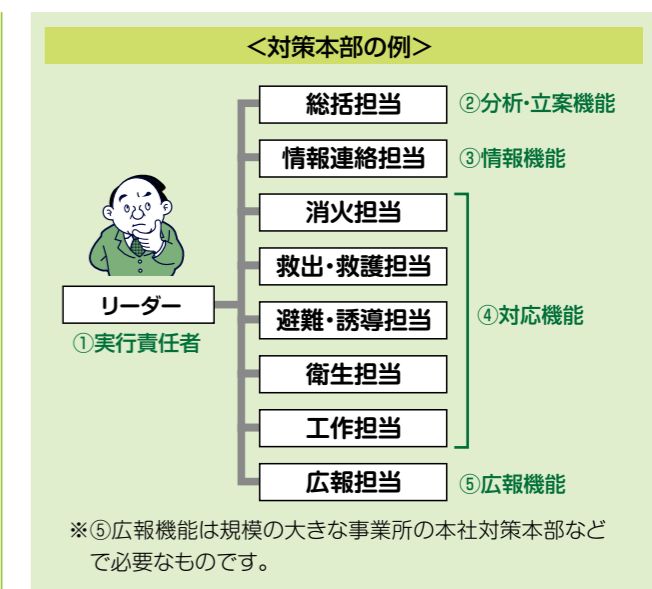 <対策本部の例>
総括担当 ②分析・立案機能
情報連絡担当 ③情報機能
消火担当
救出・救護担当
リーダー 避難・誘導担当 ④対応機能
①実行責任者
衛生担当
工作担当
広報担当 ⑤広報機能
※⑤広報機能は規模の大きな事業所の本社対策本部など
で必要なものです。